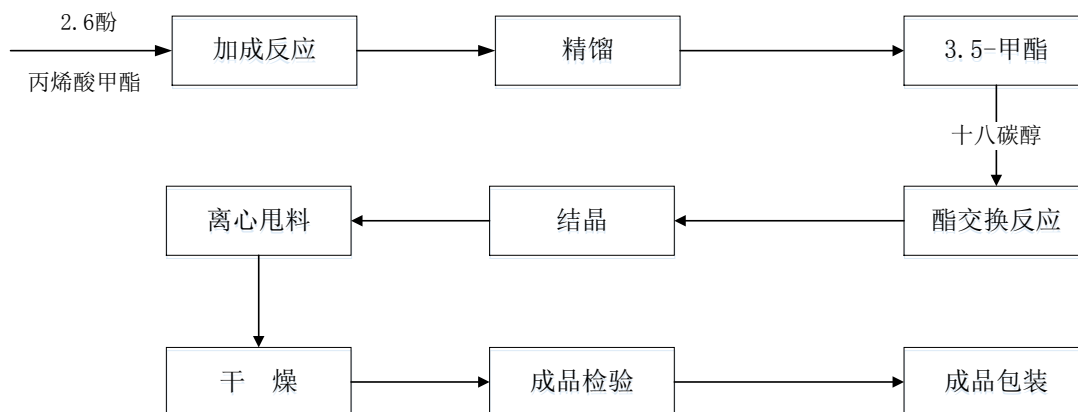 2.6酚
丙烯酸甲酯
加成反应
精馏
3.5-甲酯
十八碳醇
酯交换反应
结晶
离心甩料
干 燥
成品检验
成品包装